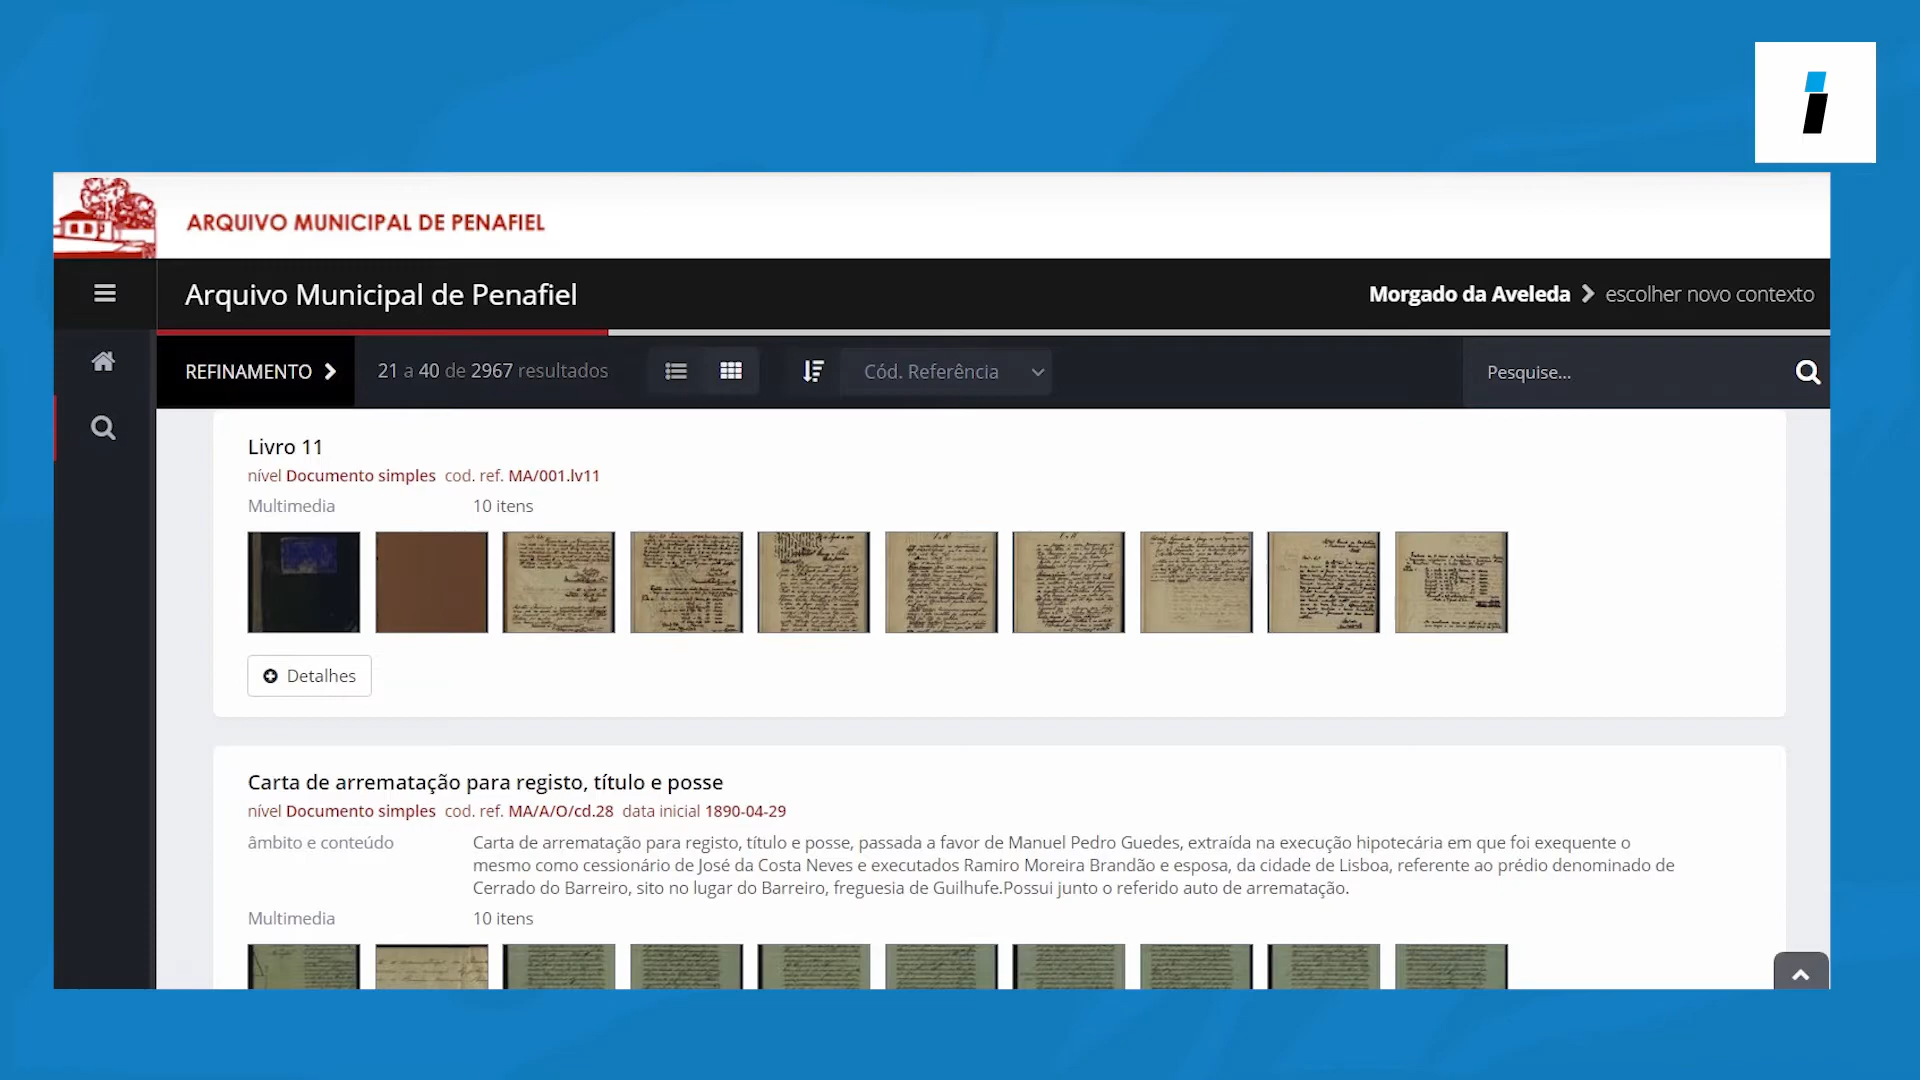 i
ARQUIVO MUNICIPAL DE PENAFIEL
Arquivo Municipal de Penafiel
Morgado da Aveleda > escolher novo contexto
REFINAMENTO >
21 a 40 de 2967 resultados
Cód. Referência
Pesquise...
Livro 11
nível Documento simples cod. ref. MA/001.lv11
Multimedia 10 itens
Detalhes
Carta de arrematação para registo, título e posse
nível Documento simples cod. ref. MA/A/O/cd.28 data inicial 1890-04-29
âmbito e conteúdo Carta de arrematação para registo, título e posse, passada a favor de Manuel Pedro Guedes, extraída na execução hipotecária em que foi exequente o
mesmo como cessionário de José da Costa Neves e executados Ramiro Moreira Brandão e esposa, da cidade de Lisboa, referente ao prédio denominado de
Cerrado do Barreiro, sito no lugar do Barreiro, freguesia de Guilhufe.Possui junto o referido auto de arrematação.
Multimedia 10 itens